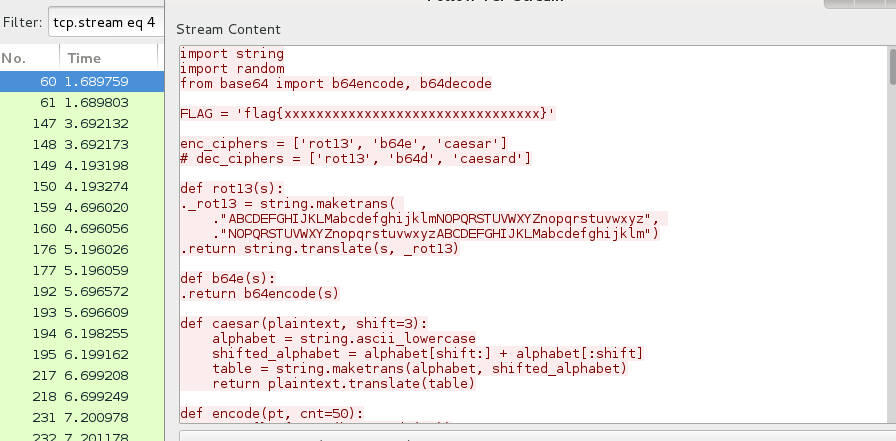 Filter: tcp.stream eq 4
Stream Content
No. Time
60 1.689759
61 1.689803
147 3.692132
148 3.692173
149 4.193198
150 4.193274
159 4.696020
160 4.696056
176 5.196026
177 5.196059
192 5.696572
193 5.696609
194 6.198255
195 6.199162
217 6.699208
218 6.699249
231 7.200978
232 7.201178
import string
import random
from base64 import b64encode, b64decode
FLAG = 'flag{xxxxxxxxxxxxxxxxxxxxxxxxxxxxxxxx}'
enc_ciphers = ['rot13', 'b64e', 'caesar']
# dec_ciphers = ['rot13', 'b64d', 'caesard']
def rot13(s):
._rot13 = string.maketrans(
."ABCDEFGHIJKLMabcdefghijklmNOPQRSTUVWXYZnopqrstuvwxyz",
."NOPQRSTUVWXYZnopqrstuvwxyzABCDEFGHIJKLMabcdefghijklm")
.return string.translate(s, _rot13)
def b64e(s):
.return b64encode(s)
def caesar(plaintext, shift=3):
alphabet = string.ascii_lowercase
shifted_alphabet = alphabet[shift:] + alphabet[:shift]
table = string.maketrans(alphabet, shifted_alphabet)
return plaintext.translate(table)
def encode(pt, cnt=50):